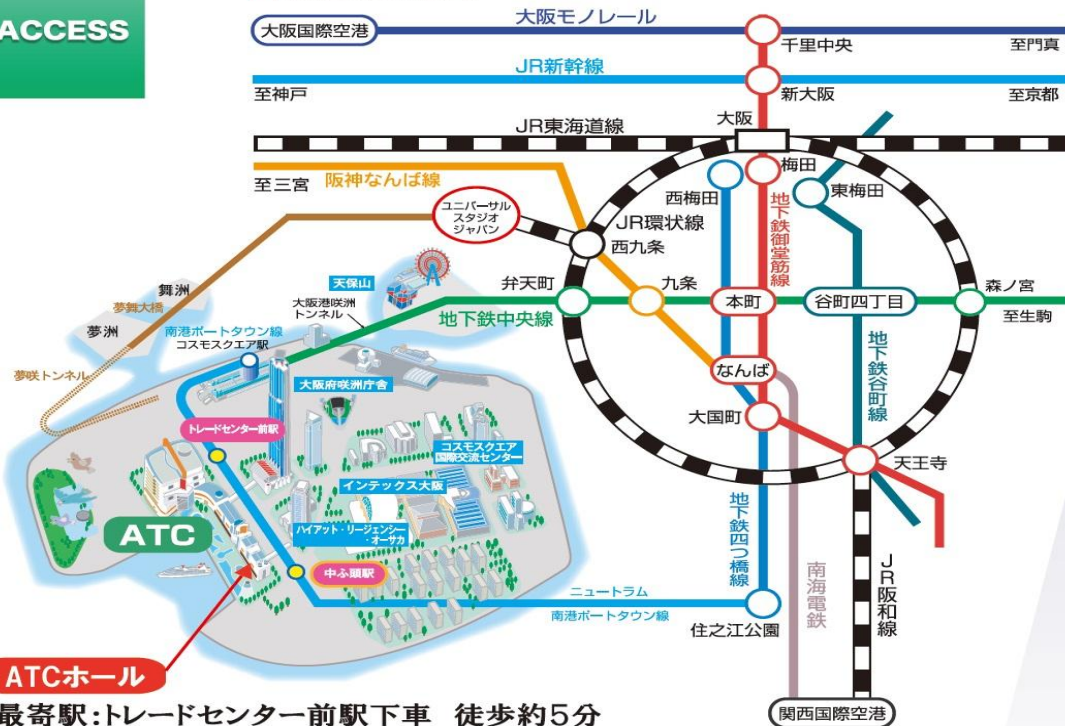 ACCESS
大阪モノレール
大阪国際空港
千里中央
至門真
JR新幹線
至神戸
新大阪
至京都
大阪
JR東海道線
梅田
阪神なんば線
至三宮
西梅田
東梅田
ユニバーサル
スタジオ
ジャパン
JR環状線
西九条
地下鉄御堂筋線
天保山
舞洲
夢舞大橋
大阪港咲洲
トンネル
弁天町
九条
本町
谷町四丁目
森ノ宮
至生駒
地下鉄中央線
夢洲
南港ポートタウン線
コスモスクエア駅
夢咲トンネル
大阪府咲洲庁舎
なんば
地下鉄谷町線
大国町
トレードセンター前駅
コスモスクエア
国際交流センター
天王寺
インテックス大阪
ATC
ハイアット・リージェンシー
・オーサカ
地下鉄四つ橋線
中ふ頭駅
南海電鉄
JR阪和線
ニュートラム
南港ポートタウン線
住之江公園
ATCホール
最寄駅:トレードセンター前駅下車 徒歩約5分
関西国際空港